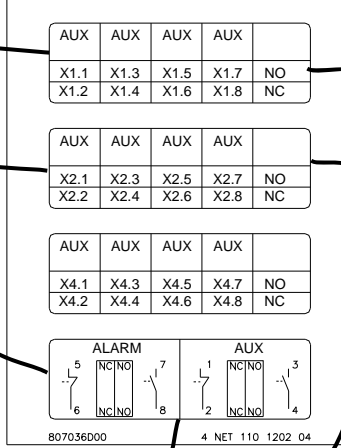 AUX AUX AUX AUX
X1.1 X1.3 X1.5 X1.7 NO
X1.2 X1.4 X1.6 X1.8 NC
AUX AUX AUX AUX
X2.1 X2.3 X2.5 X2.7 NO
X2.2 X2.4 X2.6 X2.8 NC
AUX AUX AUX AUX
X4.1 X4.3 X4.5 X4.7 NO
X4.2 X4.4 X4.6 X4.8 NC
ALARM AUX
5 NC NO 7 1 NC NO 3
6 NC NO 8 2 NC NO 4
807036D00 4 NET 110 1202 04